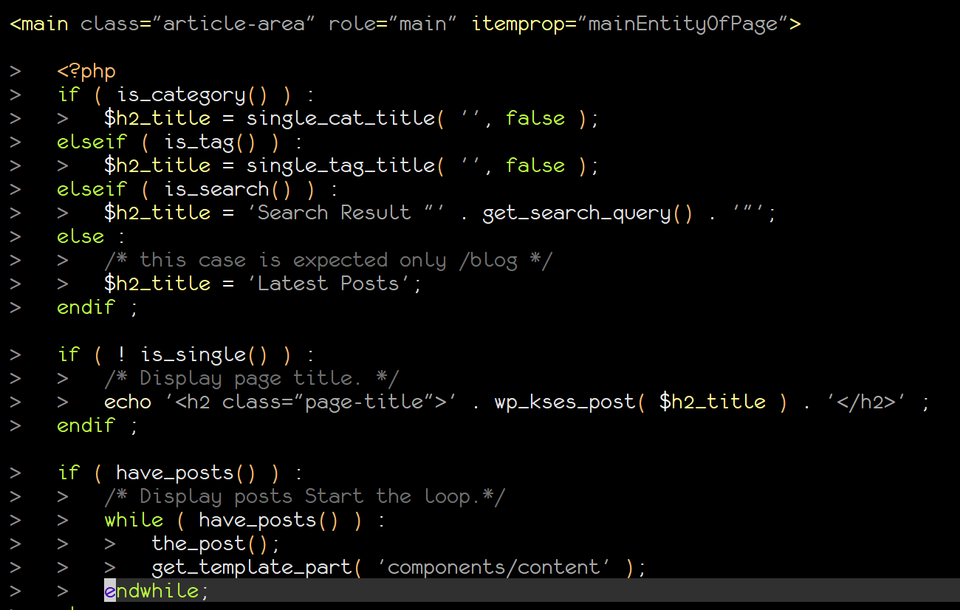 <main class="article-area" role="main" itemprop="mainEntityOfPage">
> <?php
> if ( is_category() ) :
> > $h2_title = single_cat_title( '', false );
> elseif ( is_tag() ) :
> > $h2_title = single_tag_title( '', false );
> elseif ( is_search() ) :
> > $h2_title = 'Search Result "' . get_search_query() . '"';
> else :
> > /* this case is expected only /blog */
> > $h2_title = 'Latest Posts';
> endif ;
> if ( ! is_single() ) :
> > /* Display page title. */
> > echo '<h2 class="page-title">' . wp_kses_post( $h2_title ) . '</h2>' ;
> endif ;
> if ( have_posts() ) :
> > /* Display posts Start the loop.*/
> > while ( have_posts() ) :
> > > the_post();
> > > get_template_part( 'components/content' );
> > endwhile;